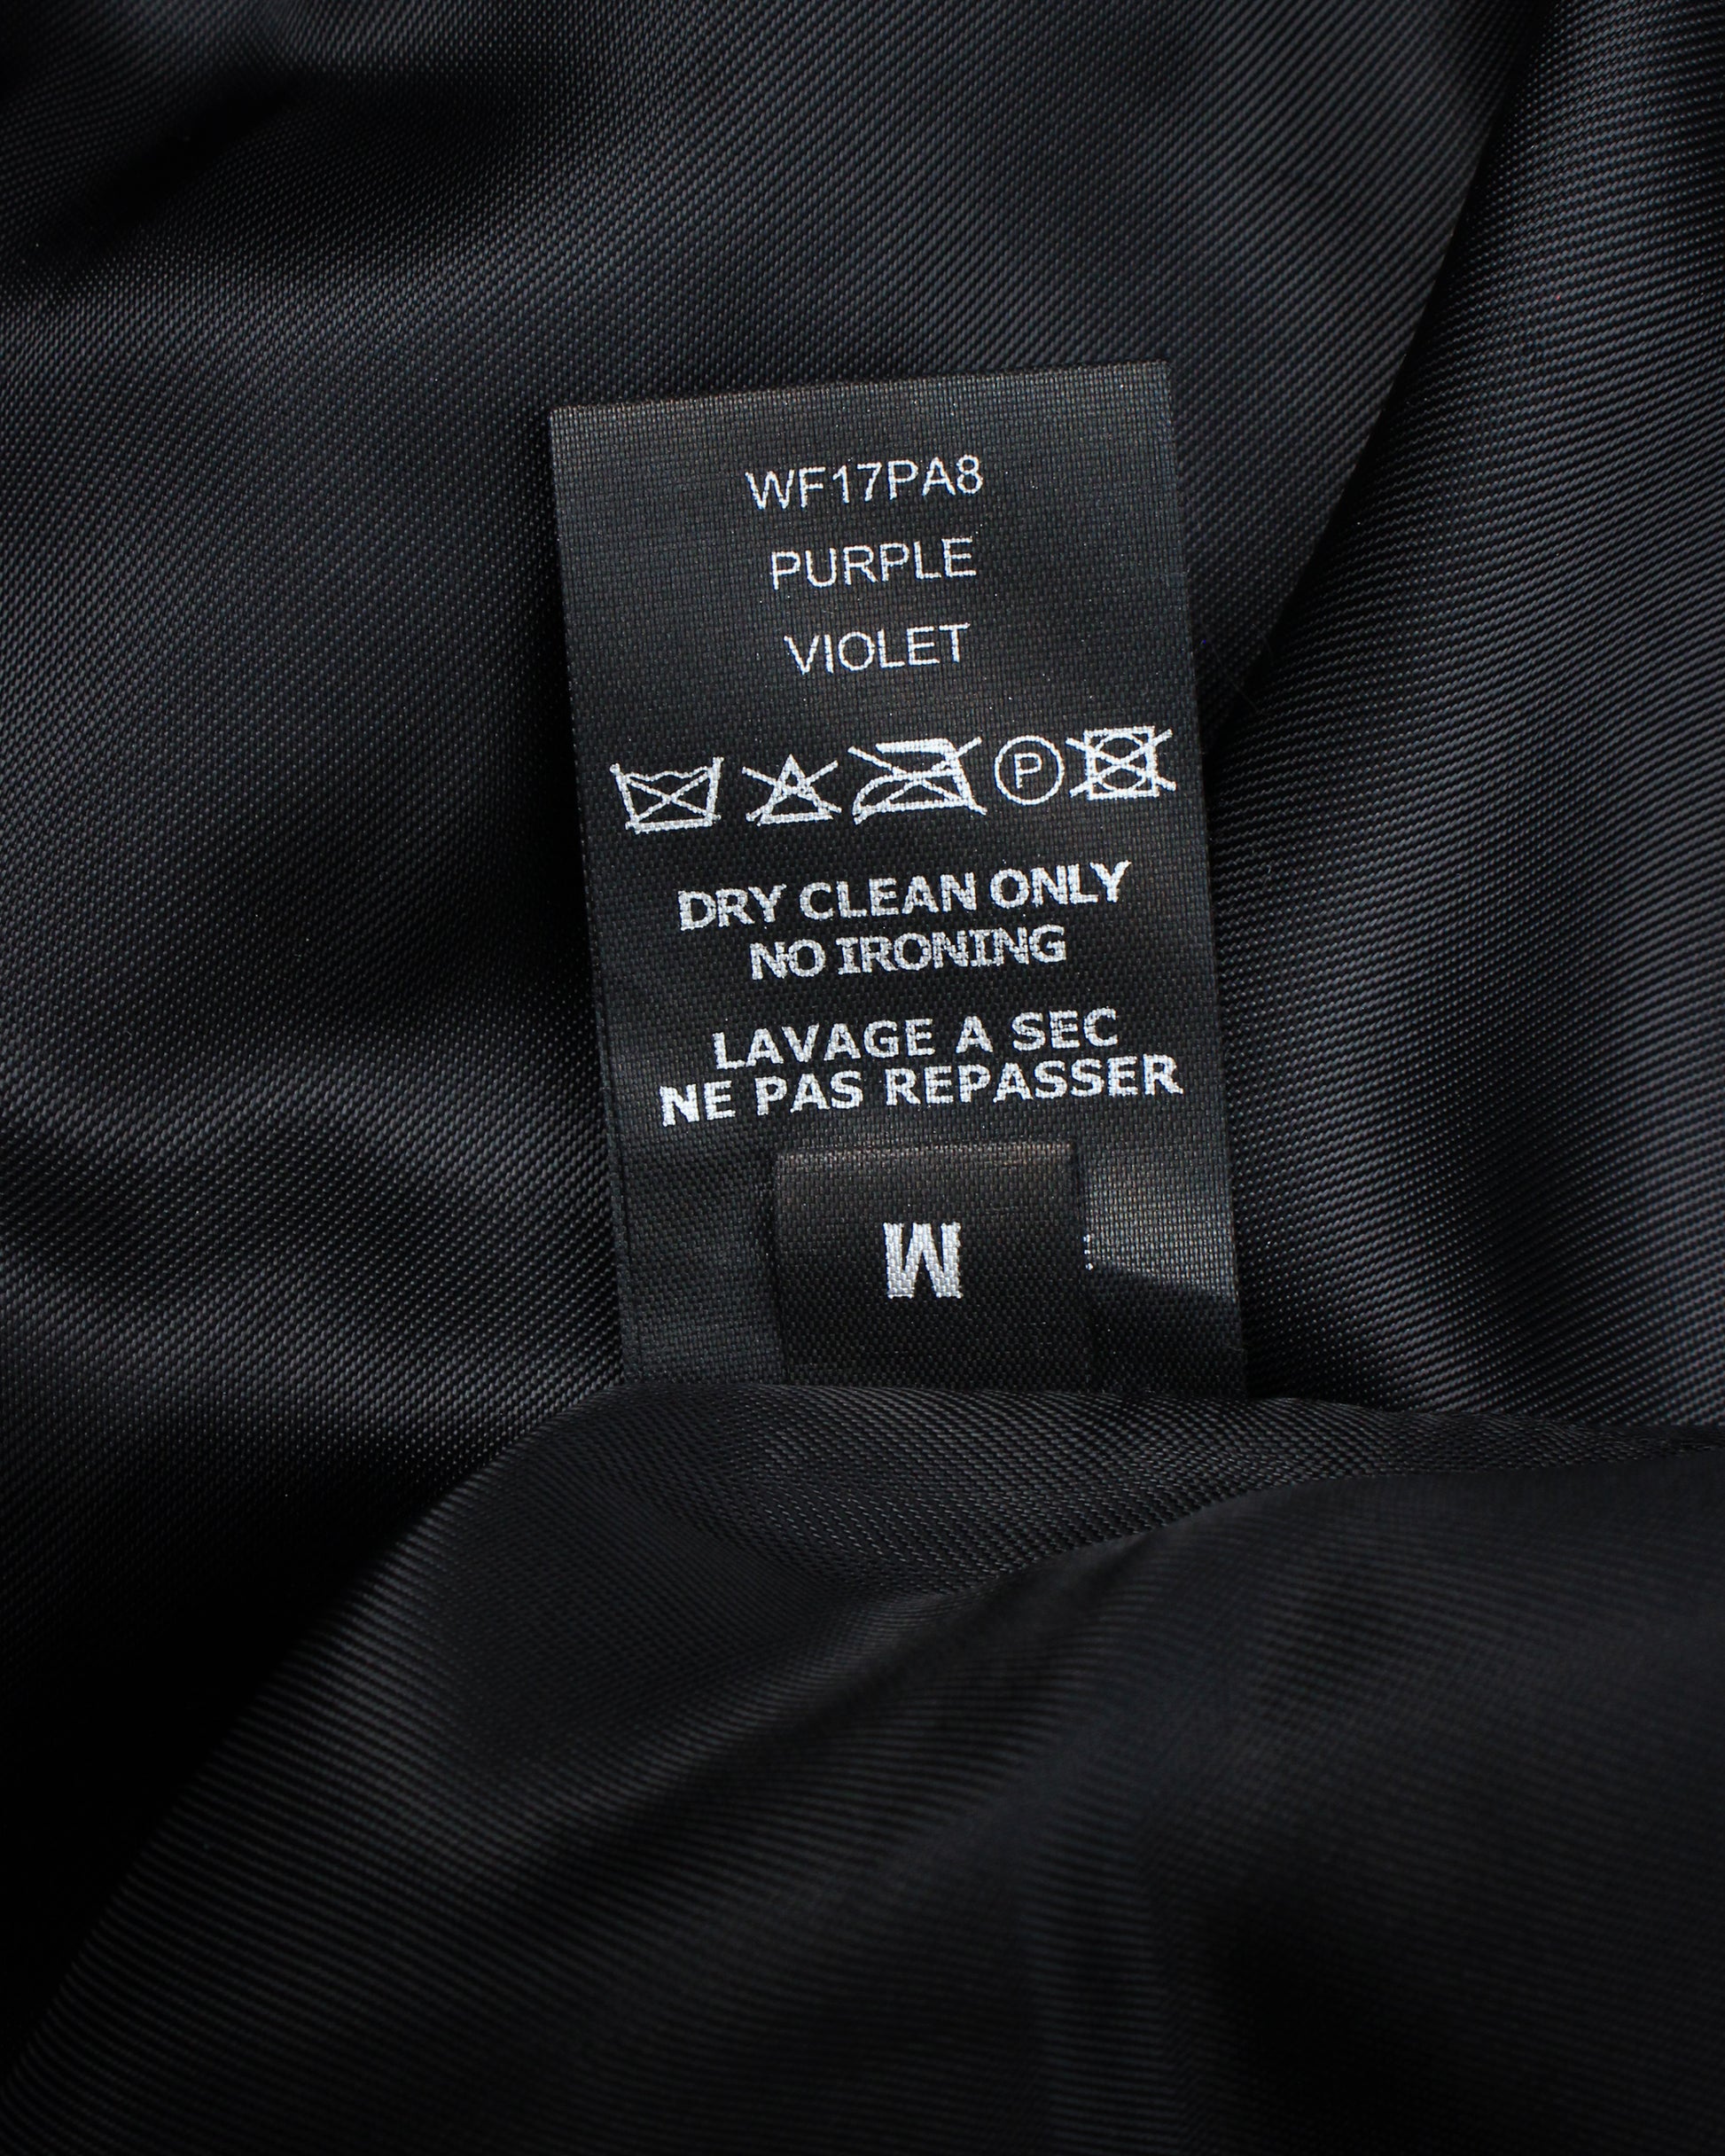 WF17PA8
PURPLE
VIOLET
P
DRY CLEAN ONLY
NO IRONING
LAVAGE A SEC
NE PAS REPASSER
M